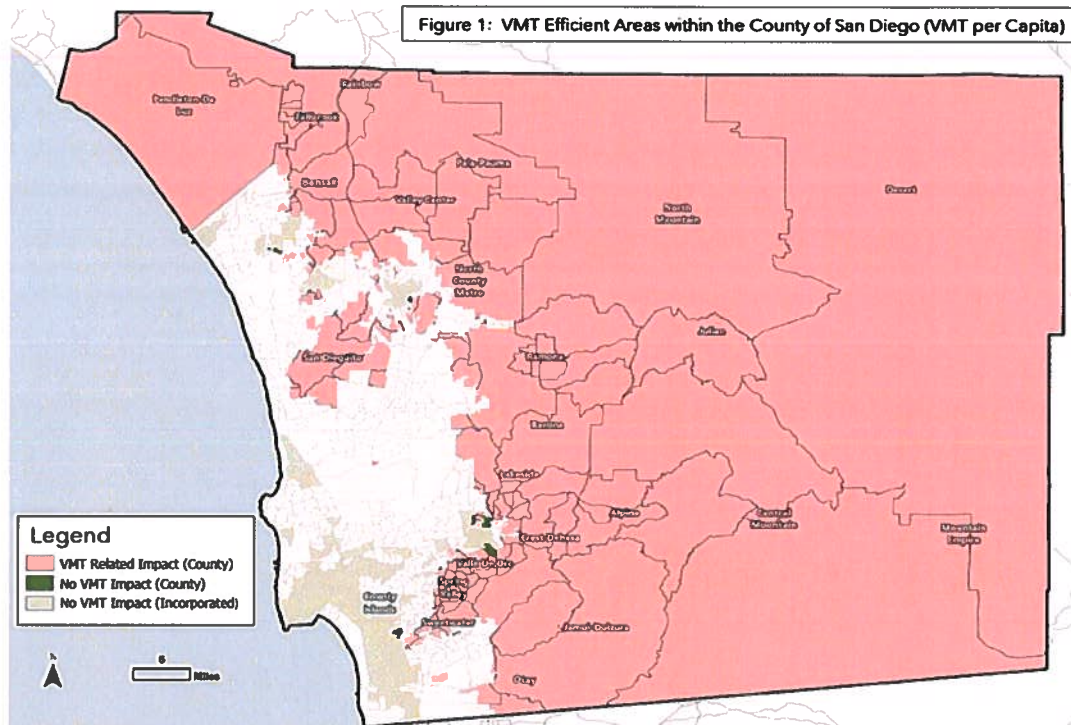 Figure 1: VMT Efficient Areas within the County of San Diego (VMT per Capita)
Rainbow
Pendleton-De
Luz
Fallbrook
Pala-Pauma
Bonsall
Desert
Valley Center
North
Mountain
North
County
Metro
Julian
San Dieguito
Ramona
Barona
Lakeside
Alpine
Central
Mountain
Mountain
Empire
Crest-Dehesa
Valle De Oro
Spring
Valley
County
Islands
Sweetwater
Jamul-Dulzura
Otay
Legend
VMT Related Impact (County)
No VMT Impact (County)
No VMT Impact (Incorporated)
N
5
Miles